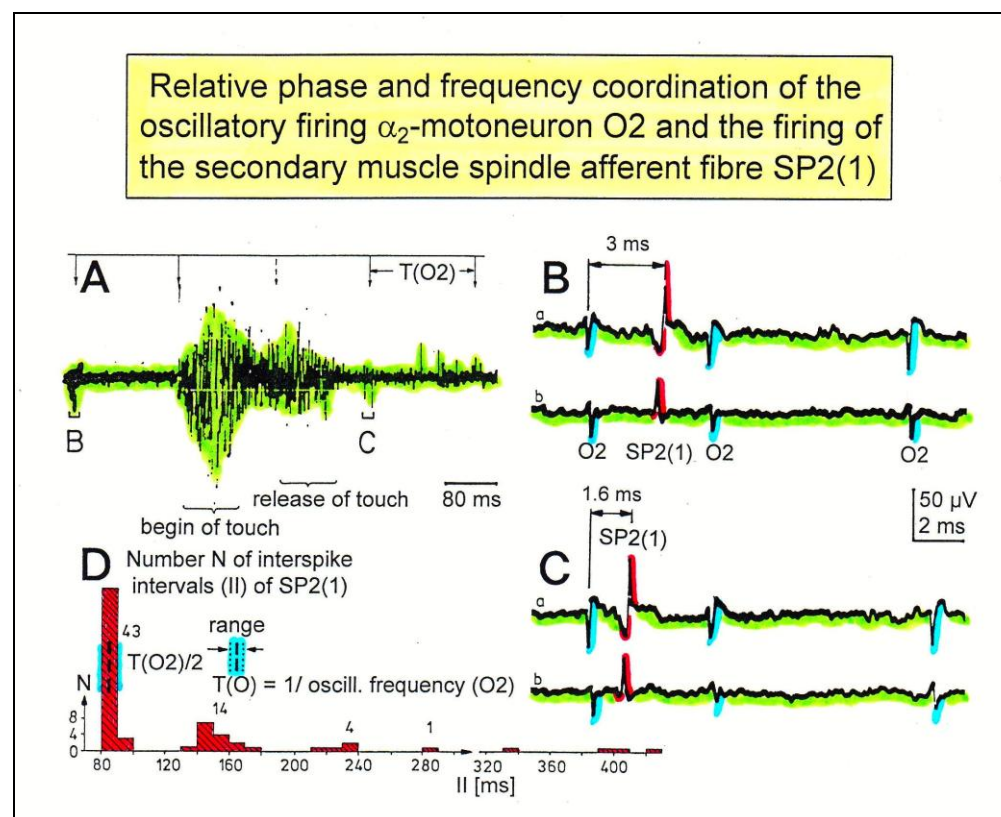 Relative phase and frequency coordination of the
oscillatory firing α₂-motoneuron O2 and the firing of
the secondary muscle spindle afferent fibre SP2(1)
A
T(O2)
B
C
begin of touch
release of touch
80 ms
B
3 ms
a
b
O2 SP2(1) O2 O2
50 µV
2 ms
1.6 ms
SP2(1)
C
a
b
D Number N of interspike
intervals (II) of SP2(1)
43
range
T(O2)/2
T(O) = 1/ oscill. frequency (O2)
N
14 4 1
8
4
0
80 120 160 200 240 280 320 360 400
II [ms]